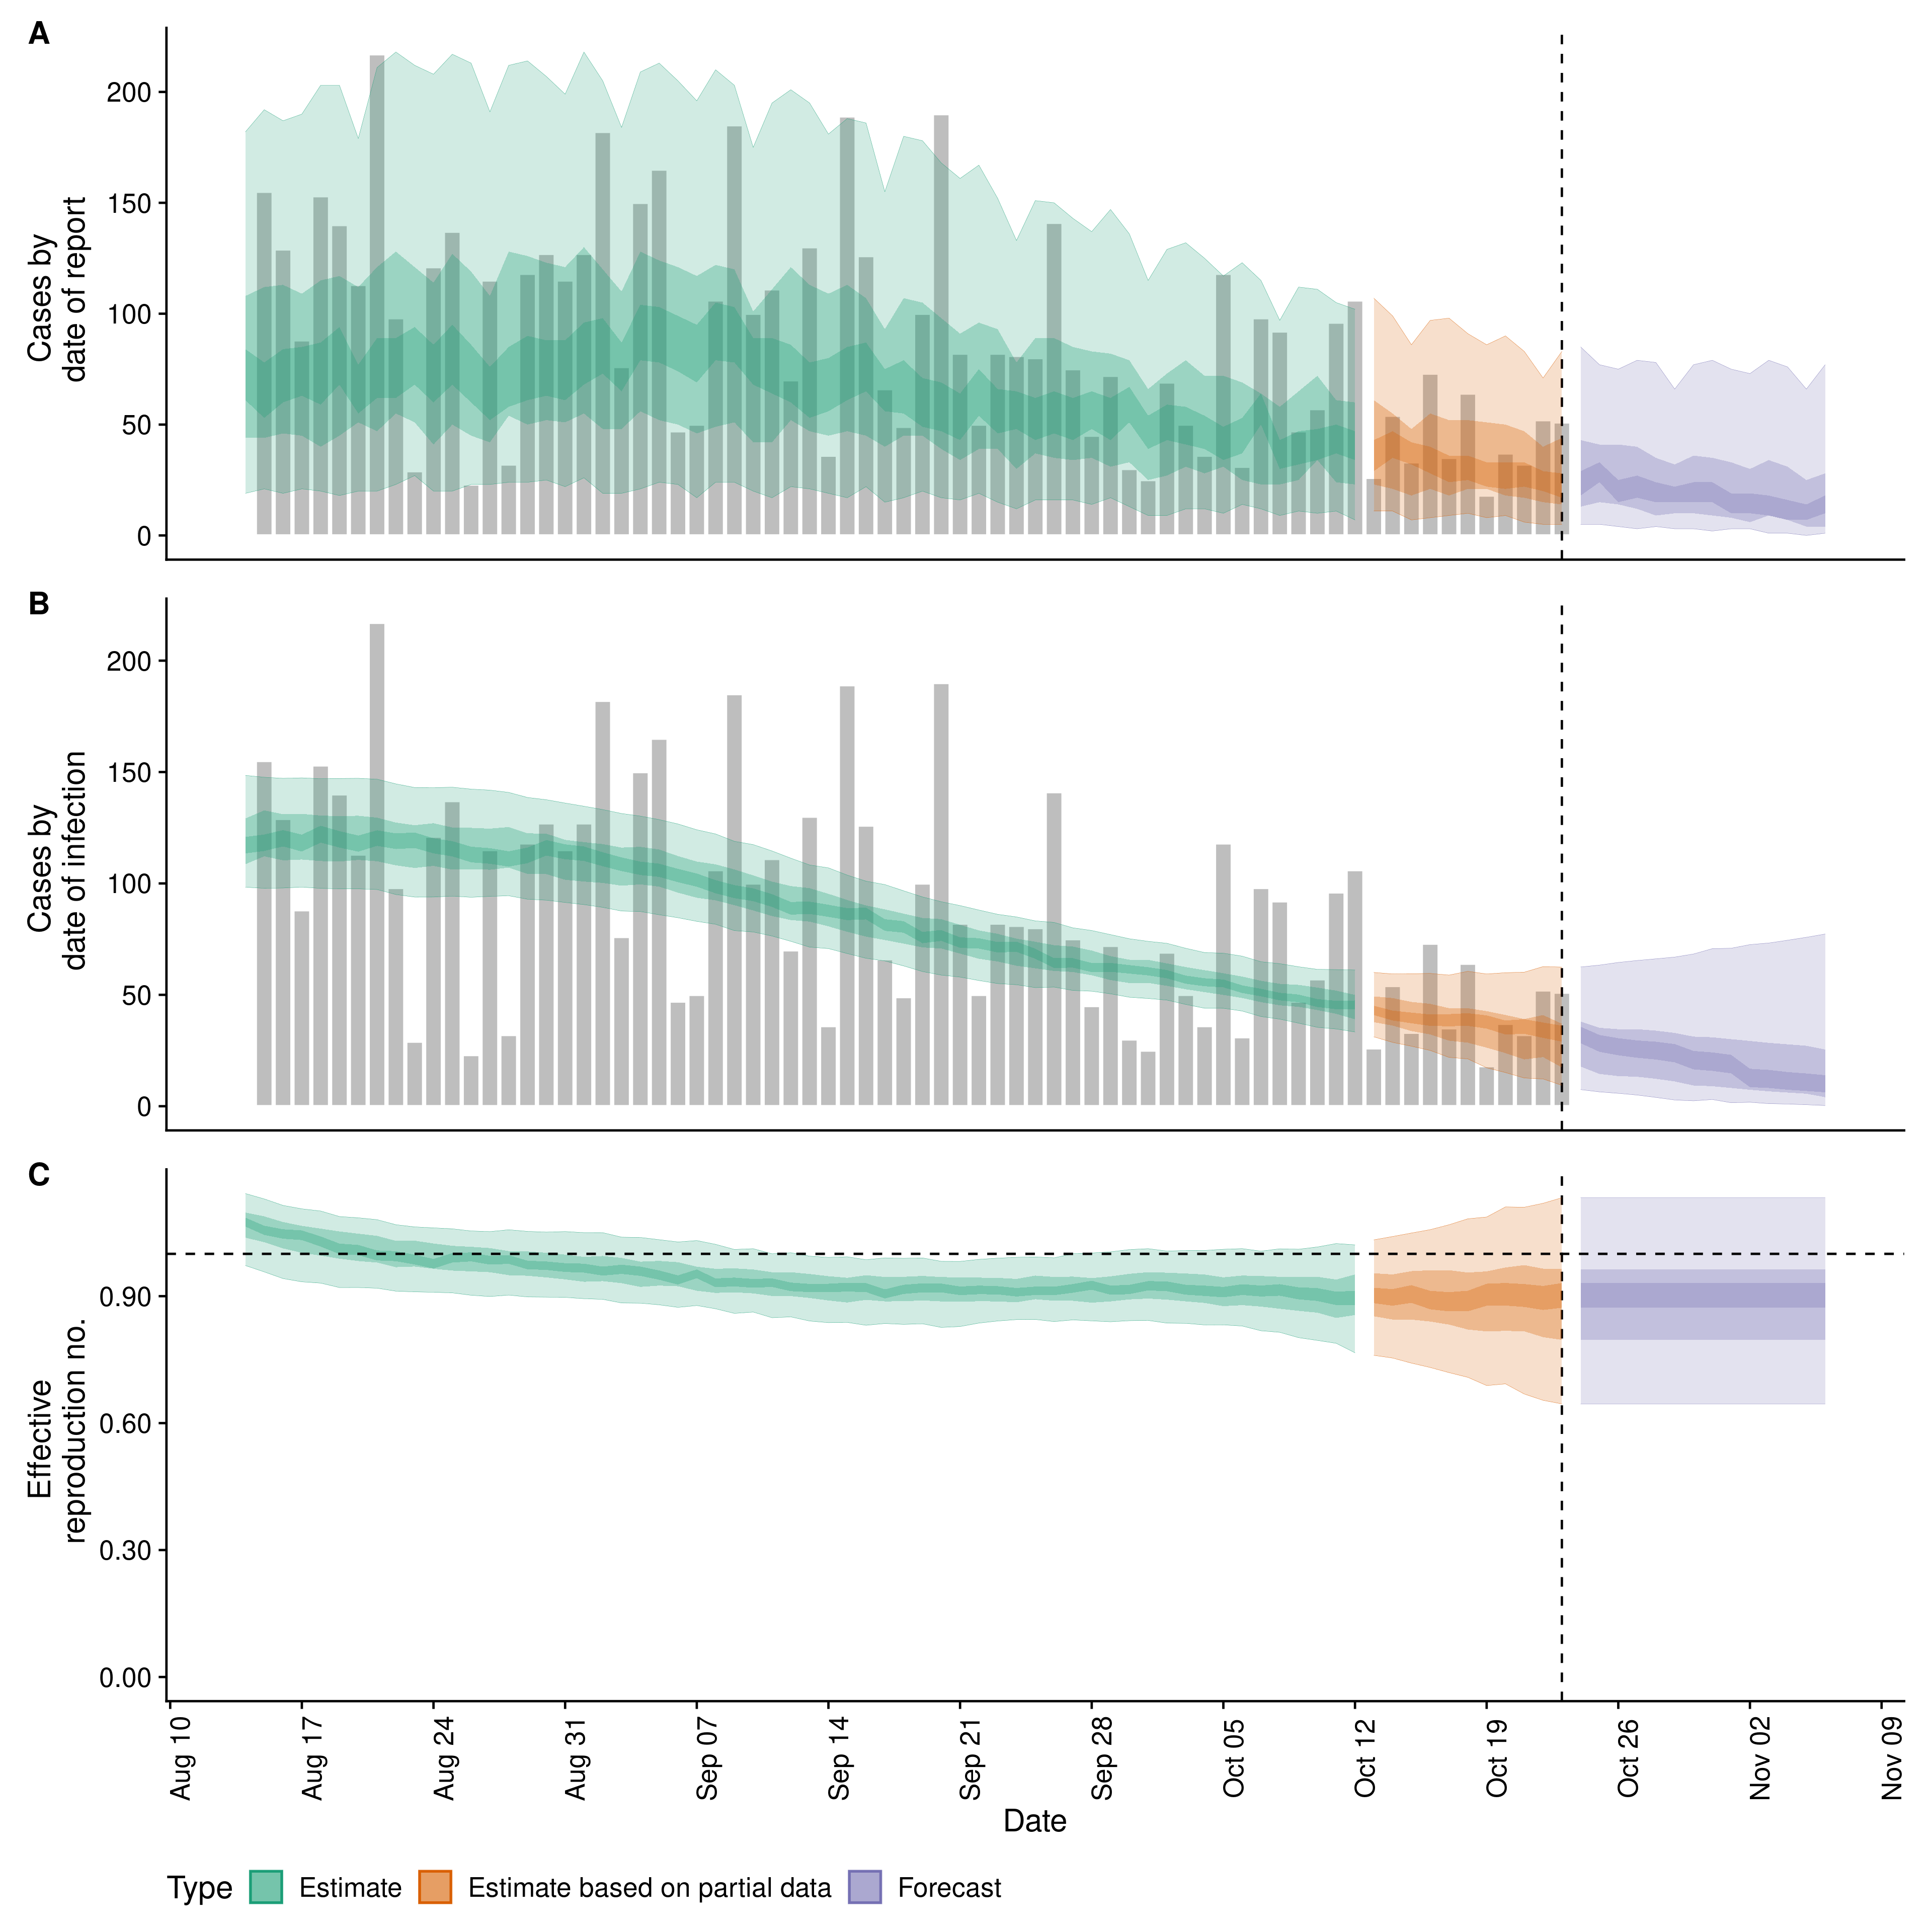 A
Cases by
date of report
200
150
100
50
0
B
Cases by
date of infection
200
150
100
50
0
C
Effective
reproduction no.
0.90
0.60
0.30
0.00
Aug 10
Aug 17
Aug 24
Aug 31
Sep 07
Sep 14
Sep 21
Sep 28
Oct 05
Oct 12
Oct 19
Oct 26
Nov 02
Nov 09
Date
Type Estimate Estimate based on partial data Forecast